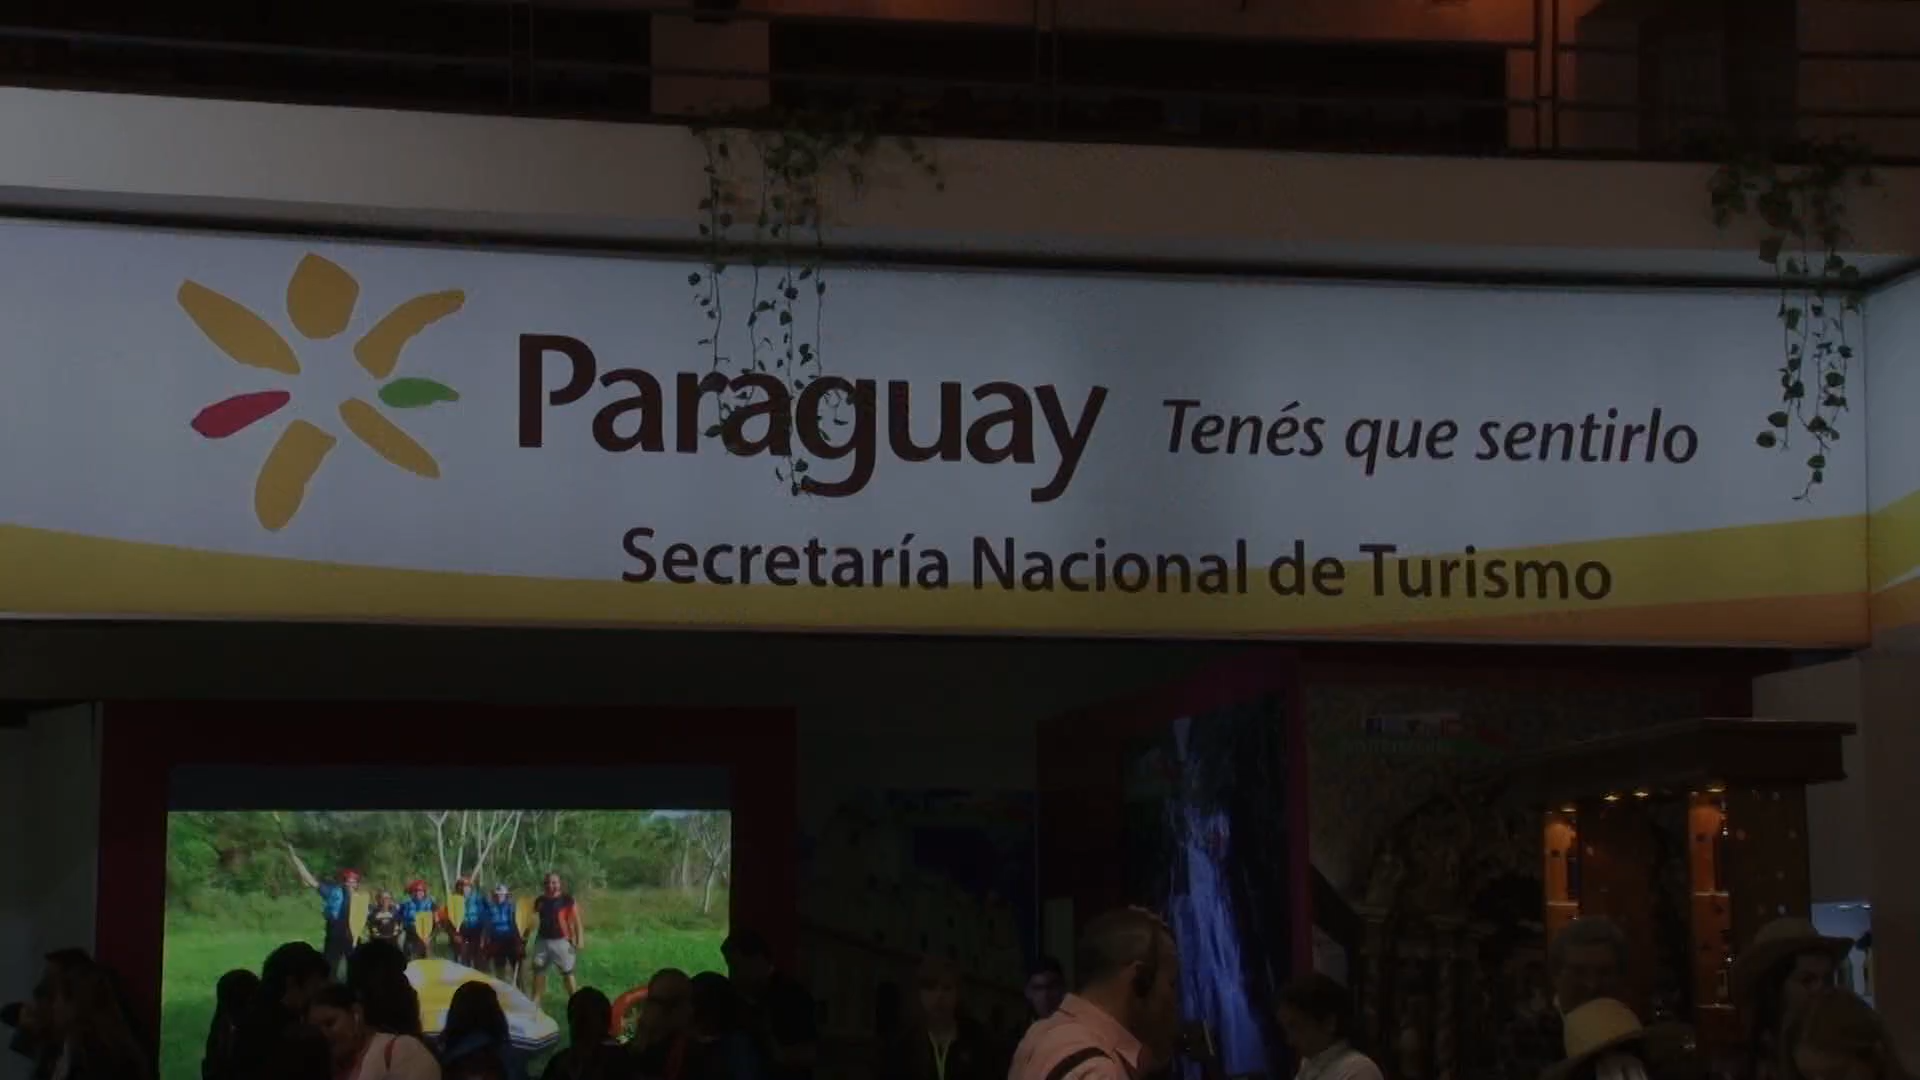 Paraguay Tenés que sentirlo
Secretaría Nacional de Turismo